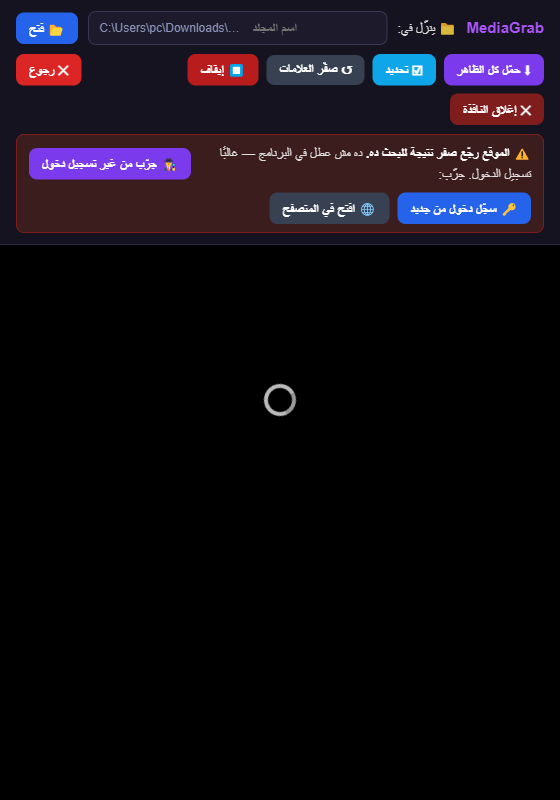 MediaGrab 📁 ينزّل في: C:\Users\pc\Downloads\... اسم المجلد 📂 فتح
⬇ حمّل كل الظاهر ☑ تحديد ↺ صفّر العلامات ⏹ إيقاف ✕ رجوع
✕ إغلاق النافذة
⚠️ الموقع رجّع صفر نتيجة للبحث ده. ده مش عطل في البرنامج — غالبًا
تسجيل الدخول. جرّب:
🕵️ جرّب من غير تسجيل دخول
🔑 سجّل دخول من جديد 🌐 افتح في المتصفح